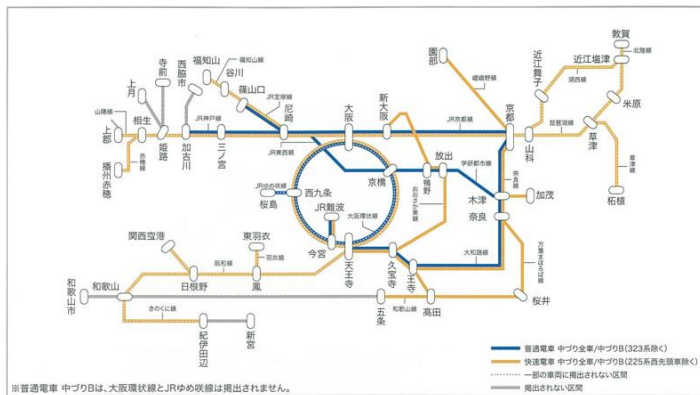 敦賀
北陸線
近江塩津
近江舞子
湖西線
園部
嵯峨野線
福知山
福知山線
谷川
篠山口
JR宝塚線
西脇市
寺前
上月
米原
山陽線
相生
上郡
赤穂線
播州赤穂
姫路
加古川
JR神戸線
三ノ宮
尼崎
大阪
新大阪
JR京都線
京都
山科
琵琶湖線
草津
草津線
柘植
JR東西線
京橋
放出
鴫野
学研都市線
おおさか東線
奈良線
木津
加茂
奈良
JRゆめ咲線
桜島
西九条
JR難波
大阪環状線
今宮
天王寺
久宝寺
王寺
大和路線
万葉まほろば線
関西空港
東羽衣
羽衣線
阪和線
日根野
鳳
高田
桜井
和歌山市
和歌山
五条
和歌山線
きのくに線
紀伊田辺
新宮
普通電車 中づり全車/中づりB(323系除く)
快速電車 中づり全車/中づりB(225系西先頭車除く)
一部の車両に掲出されない区間
掲出されない区間
※普通電車 中づりBは、大阪環状線とJRゆめ咲線は掲出されません。